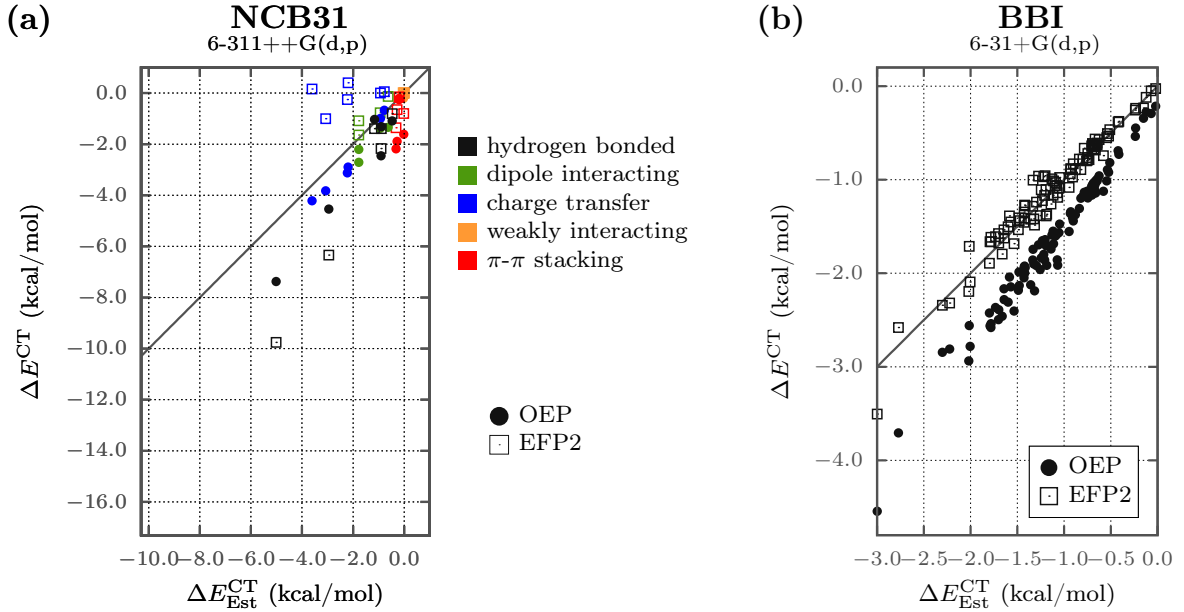 (a)
NCB31
6-311++G(d,p)
0.0
−2.0
−4.0
−6.0
−8.0
−10.0
−12.0
−14.0
−16.0
ΔE^CT (kcal/mol)
−10.0 −8.0 −6.0 −4.0 −2.0 0.0
ΔE^CT_Est (kcal/mol)
hydrogen bonded
dipole interacting
charge transfer
weakly interacting
π-π stacking
OEP
EFP2
(b)
BBI
6-31+G(d,p)
0.0
−1.0
−2.0
−3.0
−4.0
ΔE^CT (kcal/mol)
OEP
EFP2
−3.0 −2.5 −2.0 −1.5 −1.0 −0.5 0.0
ΔE^CT_Est (kcal/mol)